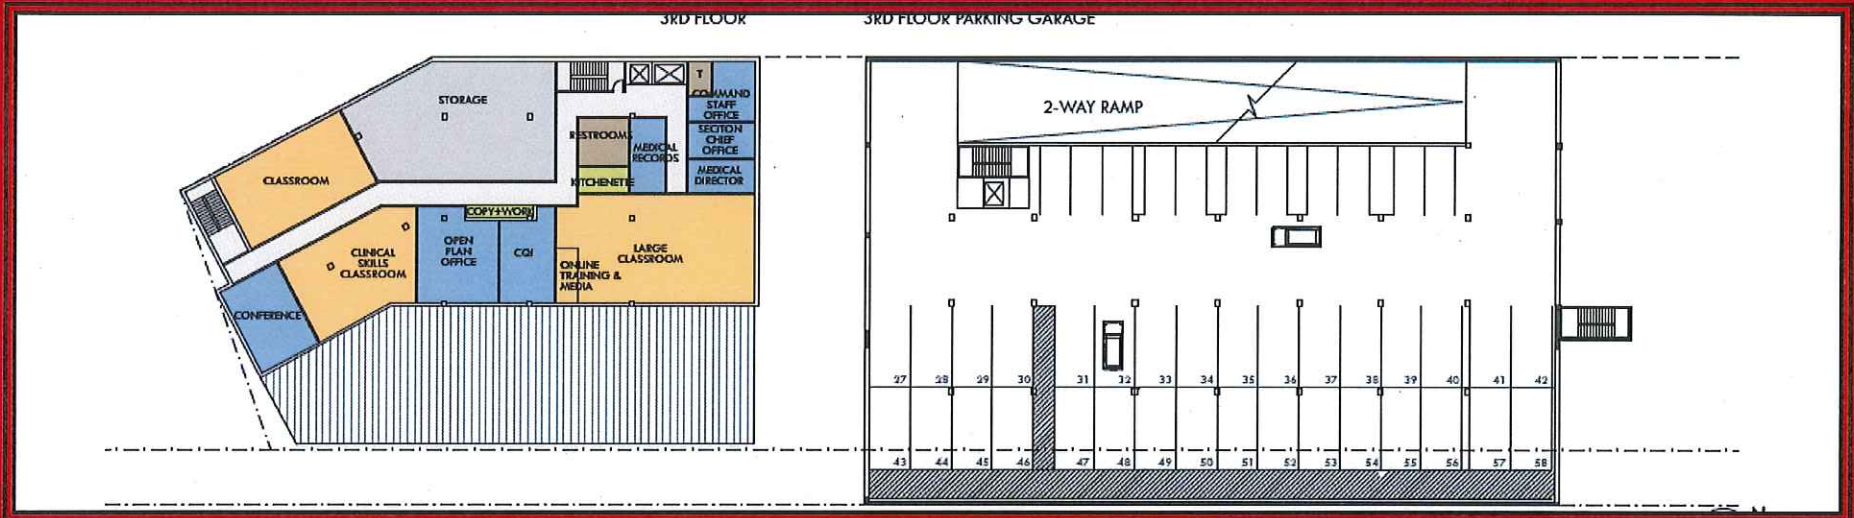 3RD FLOOR
3RD FLOOR PARKING GARAGE
STORAGE
T
COMMAND
STAFF
OFFICE
SECITON
CHIEF
OFFICE
MEDICAL
DIRECTOR
RESTROOMS
MEDICAL
RECORDS
KITCHENETTE
CLASSROOM
COPY+WORK
CLINICAL
SKILLS
CLASSROOM
OPEN
PLAN
OFFICE
CQI
ONLINE
TRAINING &
MEDIA
LARGE
CLASSROOM
CONFERENCE
2-WAY RAMP
27 28 29 30 31 32 33 34 35 36 37 38 39 40 41 42
43 44 45 46 47 48 49 50 51 52 53 54 55 56 57 58